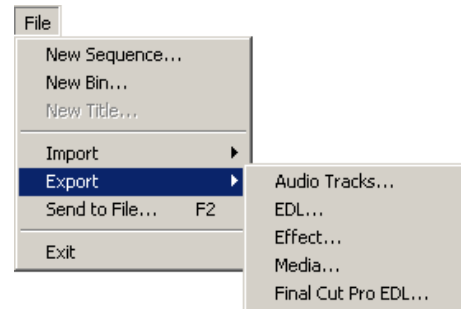 File
New Sequence...
New Bin...
New Title...
Import
Export
Send to File... F2
Exit
Audio Tracks...
EDL...
Effect...
Media...
Final Cut Pro EDL...